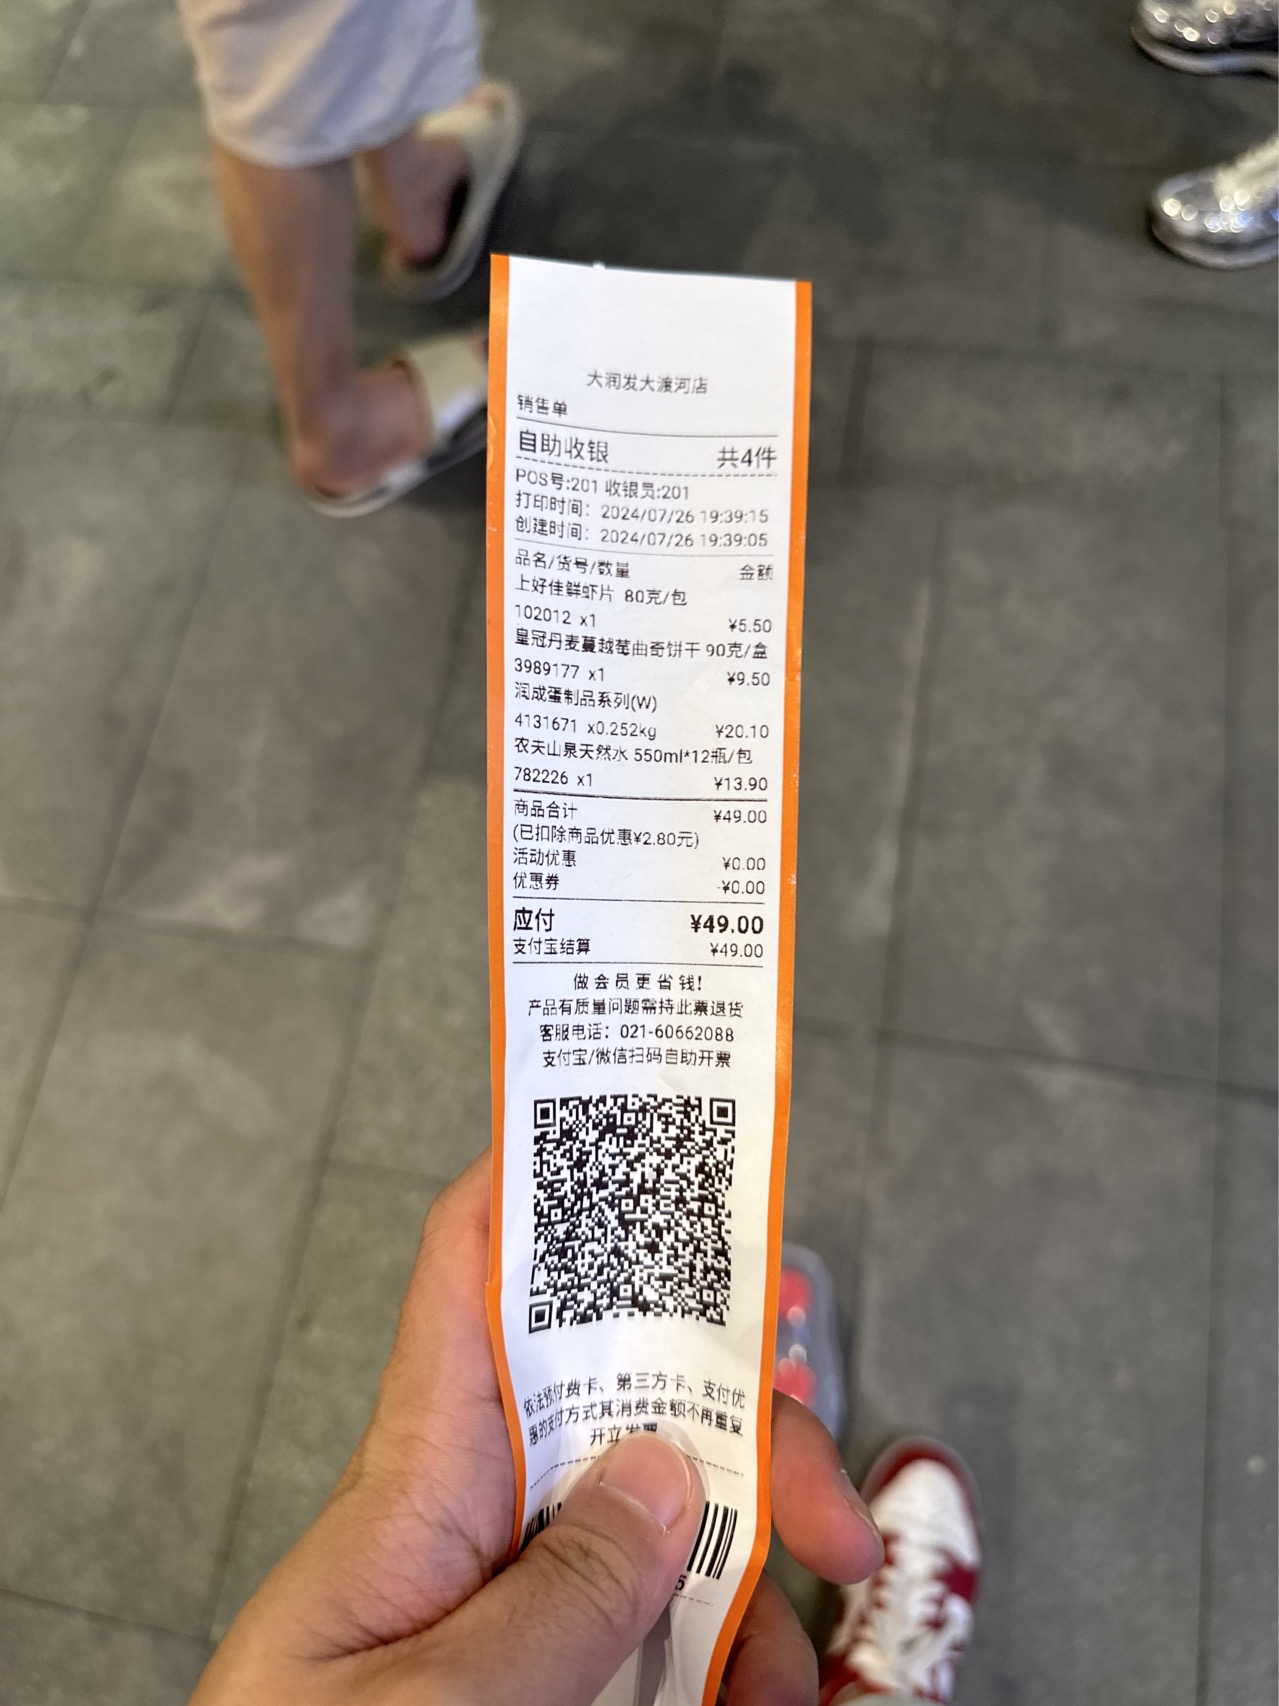 大润发大渡河店
销售单
自助收银 共4件
POS号:201 收银员:201
打印时间: 2024/07/26 19:39:15
创建时间: 2024/07/26 19:39:05
品名/货号/数量 金额
上好佳鲜虾片 80克/包
102012 x1 ¥5.50
皇冠丹麦蔓越莓曲奇饼干 90克/盒
3989177 x1 ¥9.50
润成蛋制品系列(W)
4131671 x0.252kg ¥20.10
农夫山泉天然水 550ml*12瓶/包
782226 x1 ¥13.90
商品合计 ¥49.00
(已扣除商品优惠¥2.80元)
活动优惠 ¥0.00
优惠券 -¥0.00
应付 ¥49.00
支付宝结算 ¥49.00
做会员更省钱!
产品有质量问题需持此票退货
客服电话: 021-60662088
支付宝/微信扫码自助开票
依法预付费卡、第三方卡、支付优
惠的支付方式其消费金额不再重复
开立发票
5